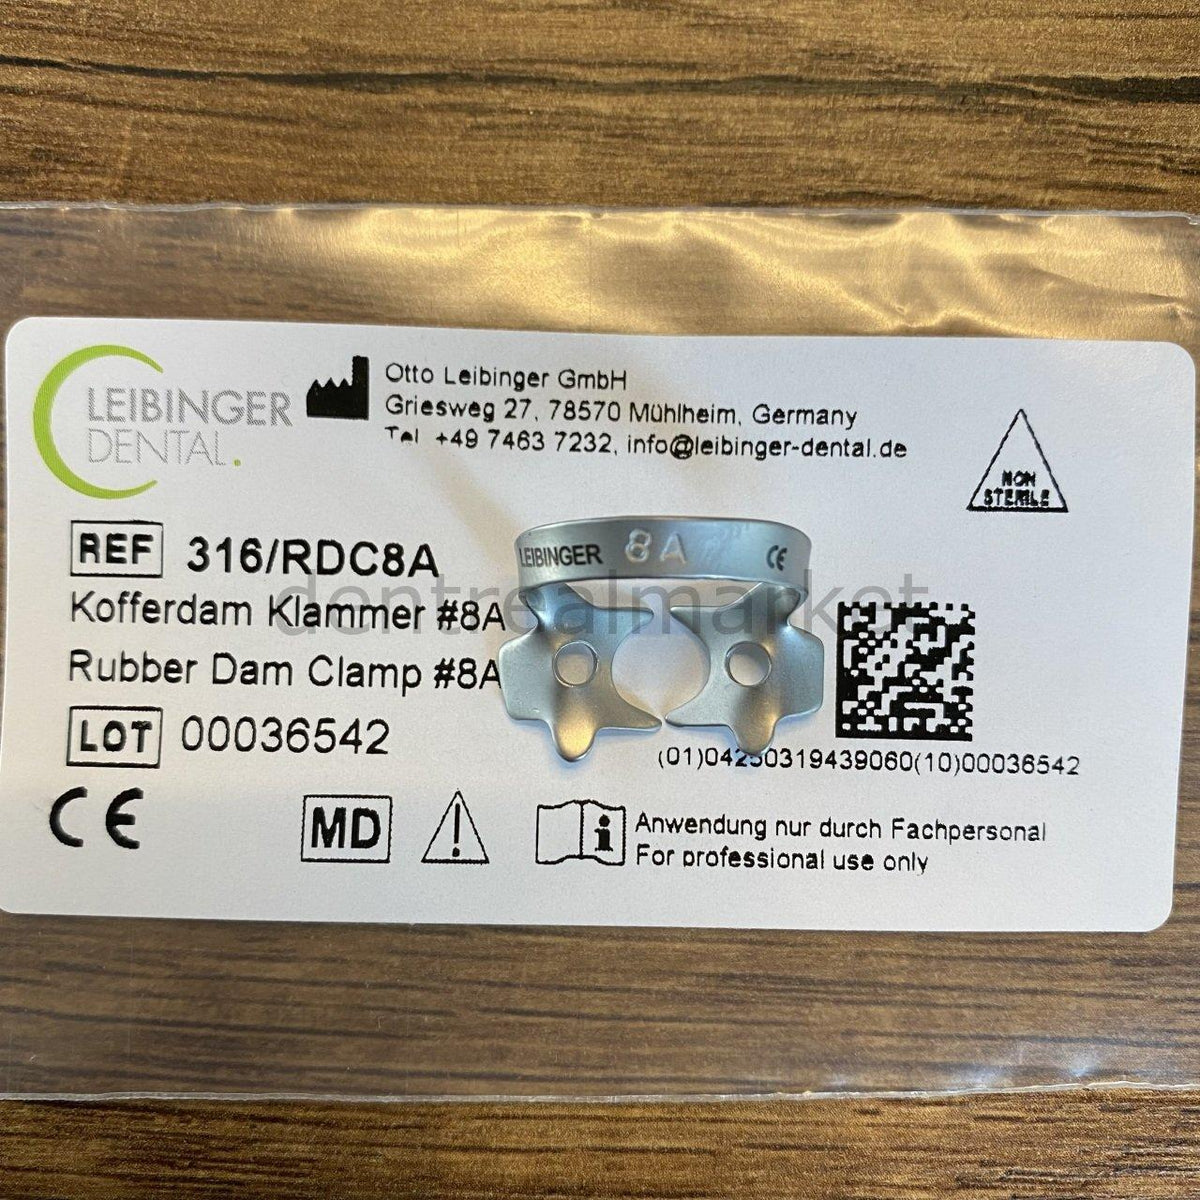 LEIBINGER
DENTAL.
Otto Leibinger GmbH
Griesweg 27, 78570 Mühlheim, Germany
Tel +49 7463 7232, info@leibinger-dental.de
NON
STERILE
REF 316/RDC8A
Kofferdam Klammer #8A
Rubber Dam Clamp #8A
LEIBINGER 8A CE
dentrealmarket
LOT 00036542
(01)04250319439060(10)00036542
CE
MD
Anwendung nur durch Fachpersonal
For professional use only